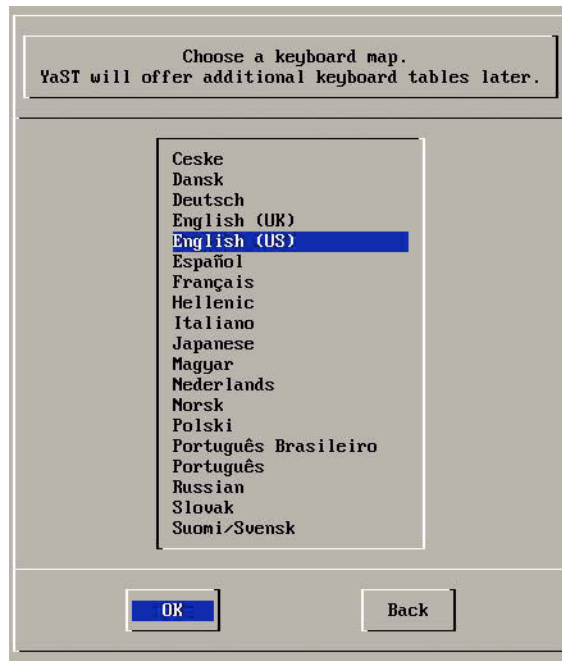 Choose a keyboard map.
YaST will offer additional keyboard tables later.
Ceske
Dansk
Deutsch
English (UK)
English (US)
Español
Français
Hellenic
Italiano
Japanese
Magyar
Nederlands
Norsk
Polski
Português Brasileiro
Português
Russian
Slovak
Suomi/Svensk
OK Back